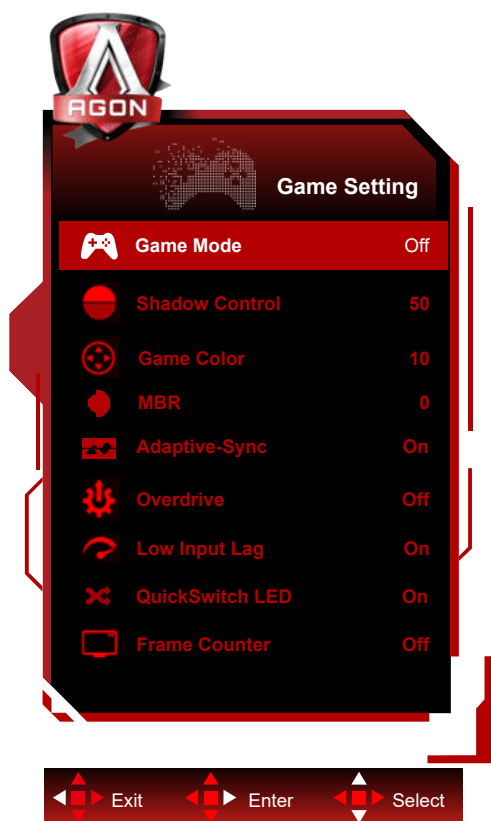 AGON
Game Setting
Game Mode Off
Shadow Control 50
Game Color 10
MBR 0
Adaptive-Sync On
Overdrive Off
Low Input Lag On
QuickSwitch LED On
Frame Counter Off
Exit Enter Select